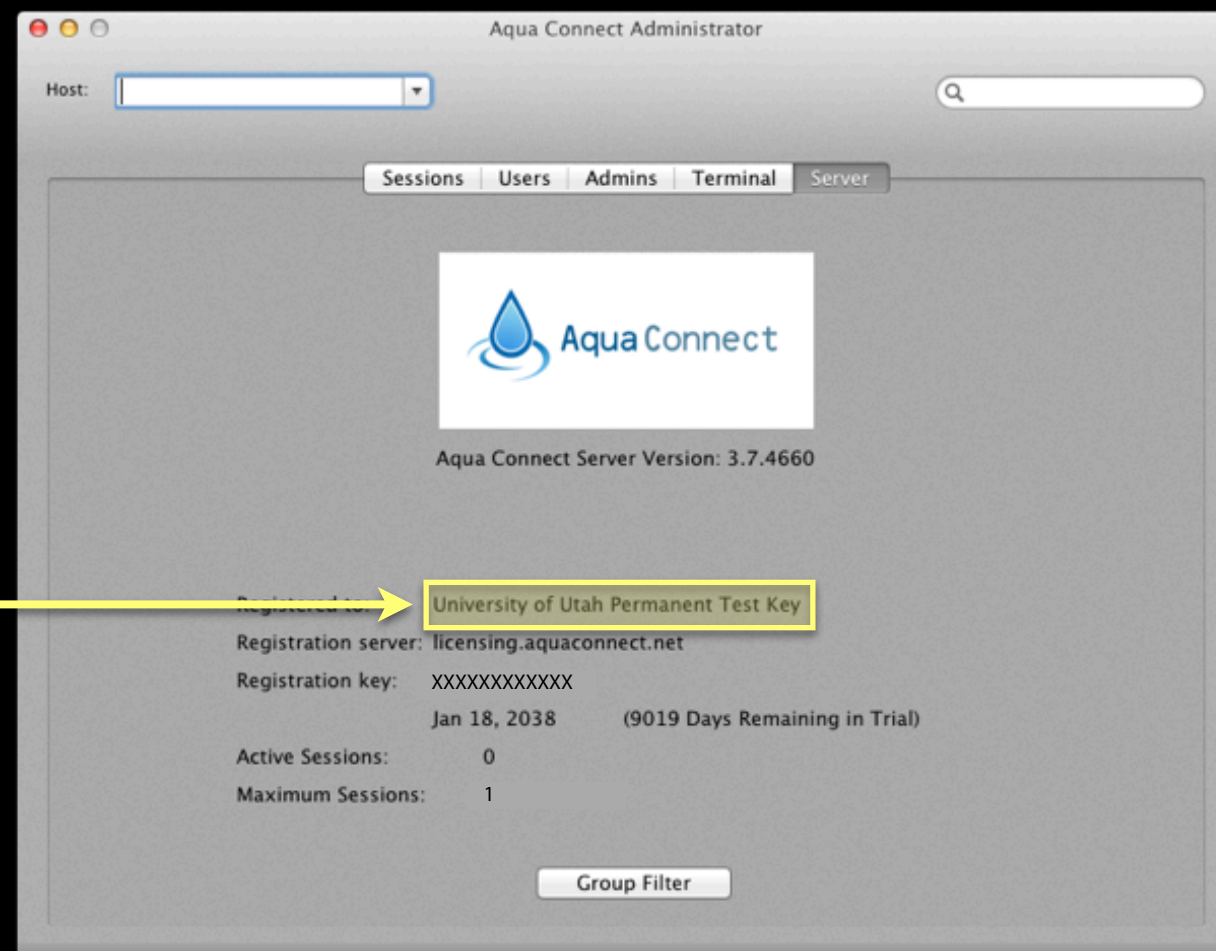 Aqua Connect Administrator
Host:
Sessions Users Admins Terminal Server
Aqua Connect
Aqua Connect Server Version: 3.7.4660
Registered to: University of Utah Permanent Test Key
Registration server: licensing.aquaconnect.net
Registration key: XXXXXXXXXXXX
Jan 18, 2038 (9019 Days Remaining in Trial)
Active Sessions: 0
Maximum Sessions: 1
Group Filter